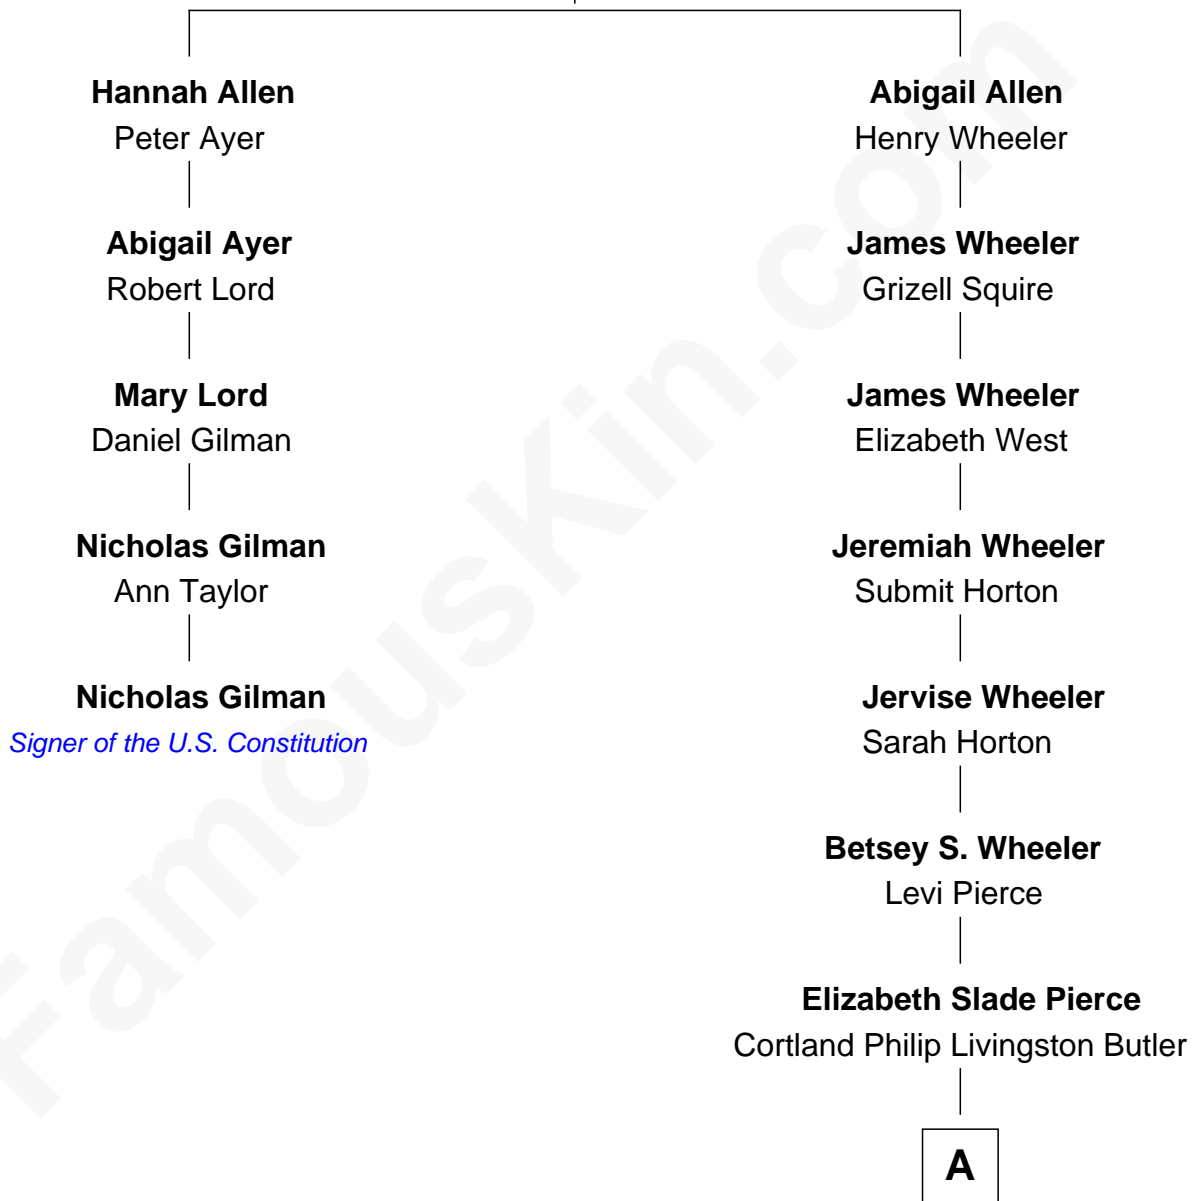 Hannah Allen
Peter Ayer
Abigail Ayer
Robert Lord
Mary Lord
Daniel Gilman
Nicholas Gilman
Ann Taylor
Nicholas Gilman
Signer of the U.S. Constitution
Abigail Allen
Henry Wheeler
James Wheeler
Grizell Squire
James Wheeler
Elizabeth West
Jeremiah Wheeler
Submit Horton
Jervise Wheeler
Sarah Horton
Betsey S. Wheeler
Levi Pierce
Elizabeth Slade Pierce
Cortland Philip Livingston Butler
A
FamousKin.com